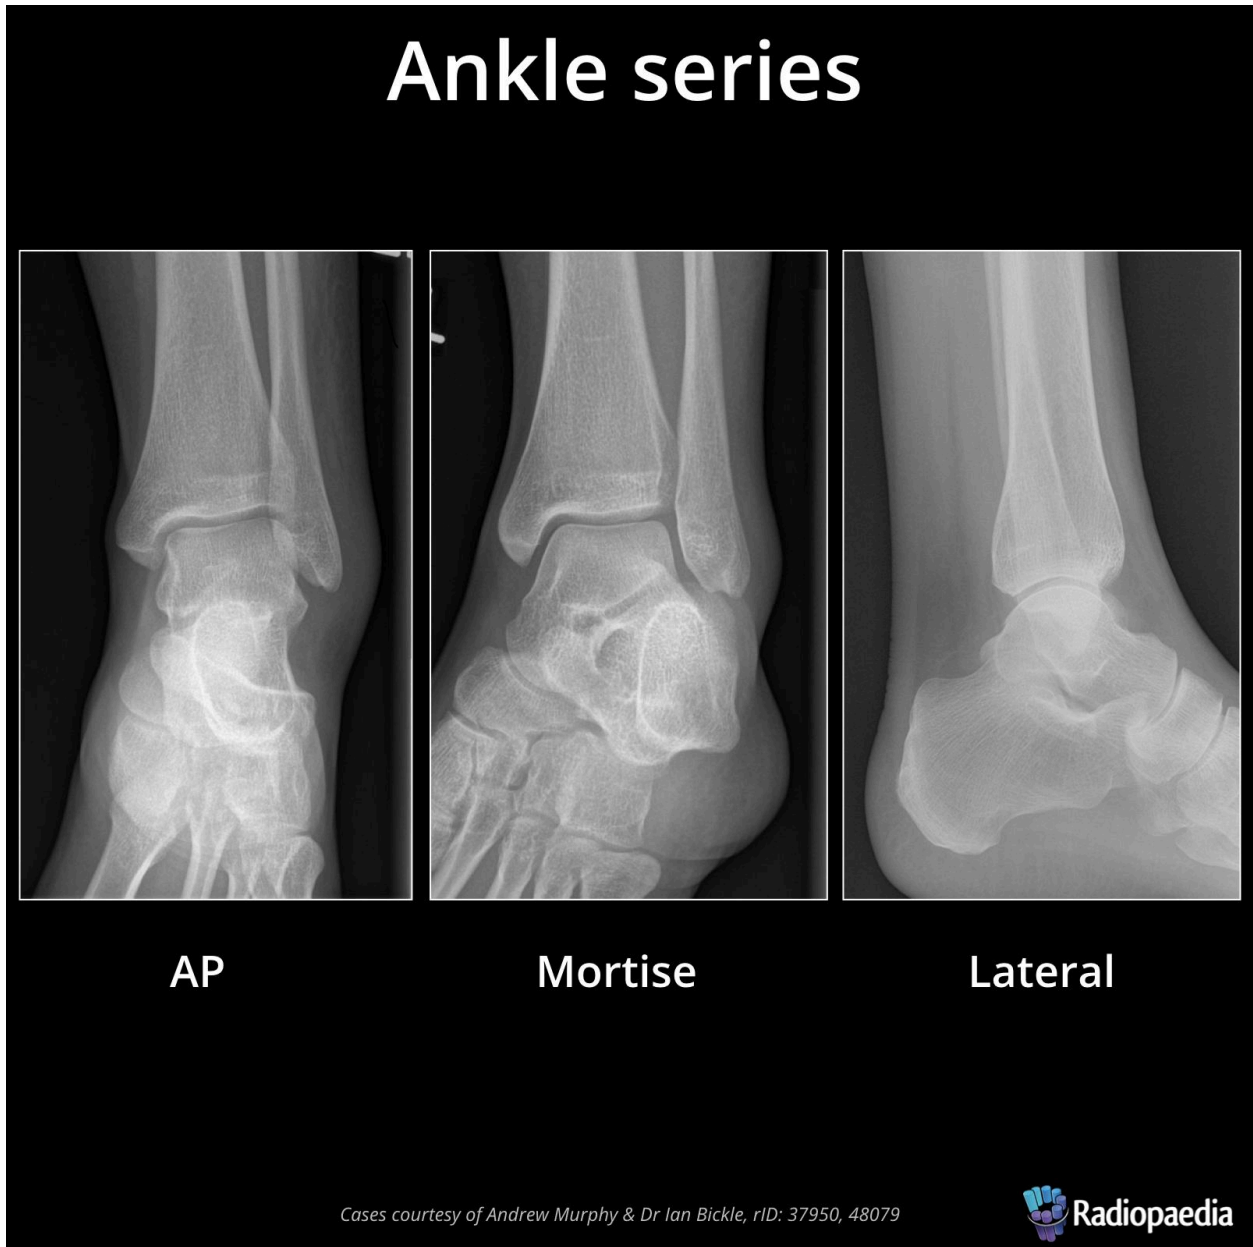 Ankle series
AP
Mortise
Lateral
Cases courtesy of Andrew Murphy & Dr Ian Bickle, rID: 37950, 48079
Radiopaedia